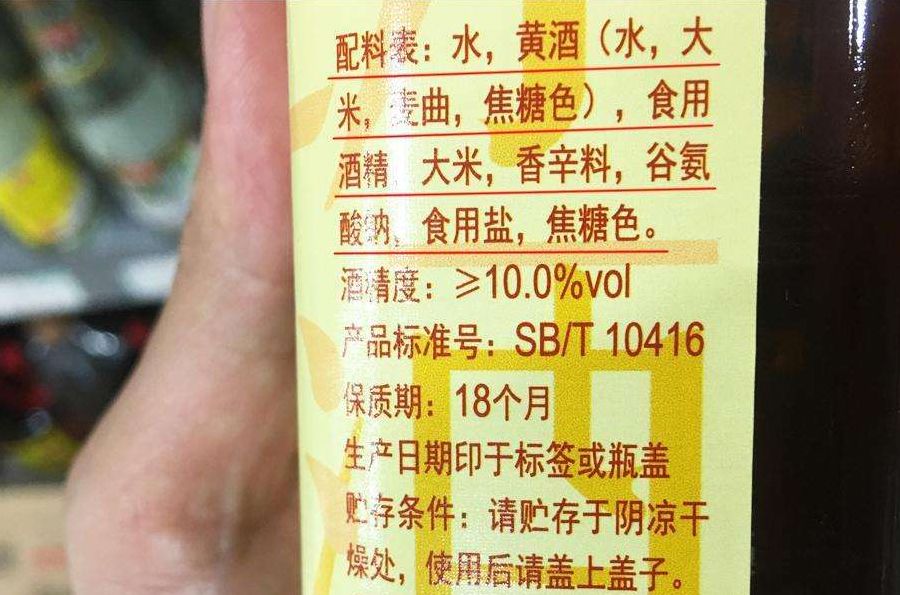 配料表：水，黄酒（水，大
米，麦曲，焦糖色），食用
酒精，大米，香辛料，谷氨
酸钠，食用盐，焦糖色。
酒精度：≥10.0%vol
产品标准号：SB/T 10416
保质期：18个月
生产日期印于标签或瓶盖
贮存条件：请贮存于阴凉干
燥处，使用后请盖上盖子。